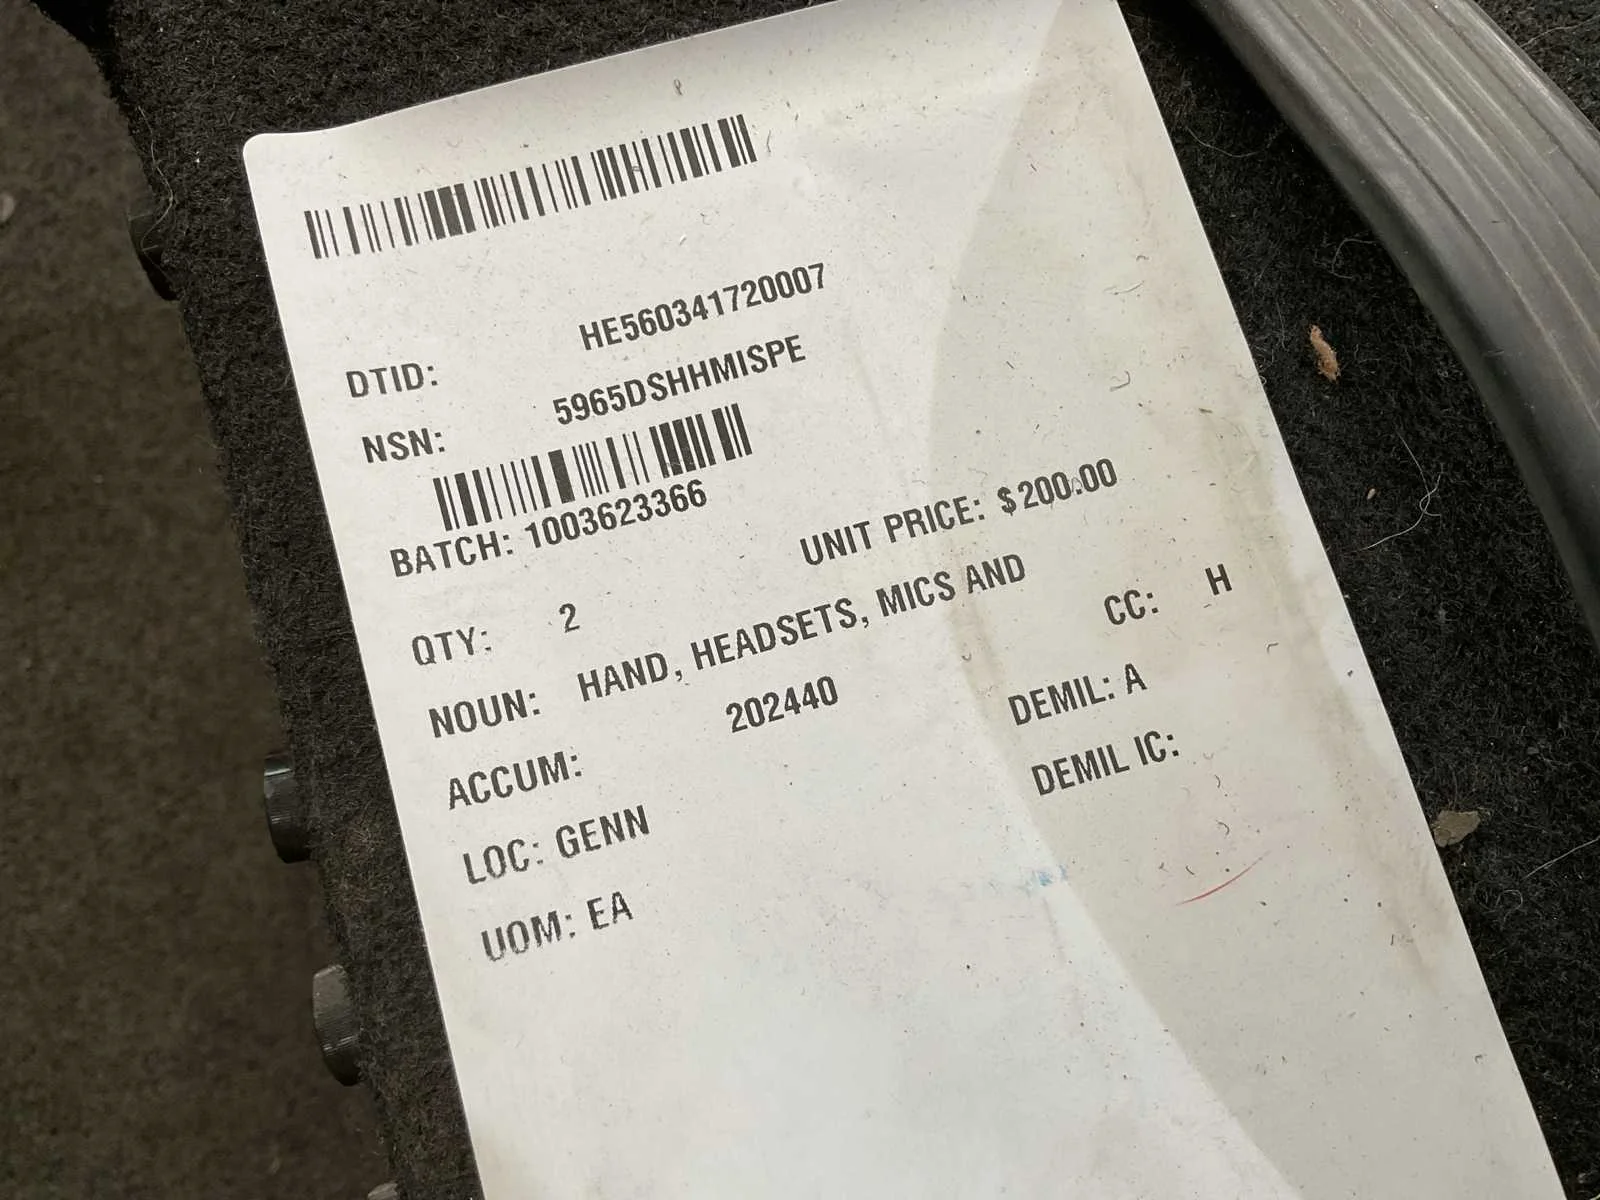 DTID: HE560341720007
NSN: 5965DSHHMISPE
BATCH: 1003623366
QTY: 2 UNIT PRICE: $200.00
NOUN: HAND, HEADSETS, MICS AND CC: H
ACCUM: 202440 DEMIL: A
LOC: GENN DEMIL IC:
UOM: EA